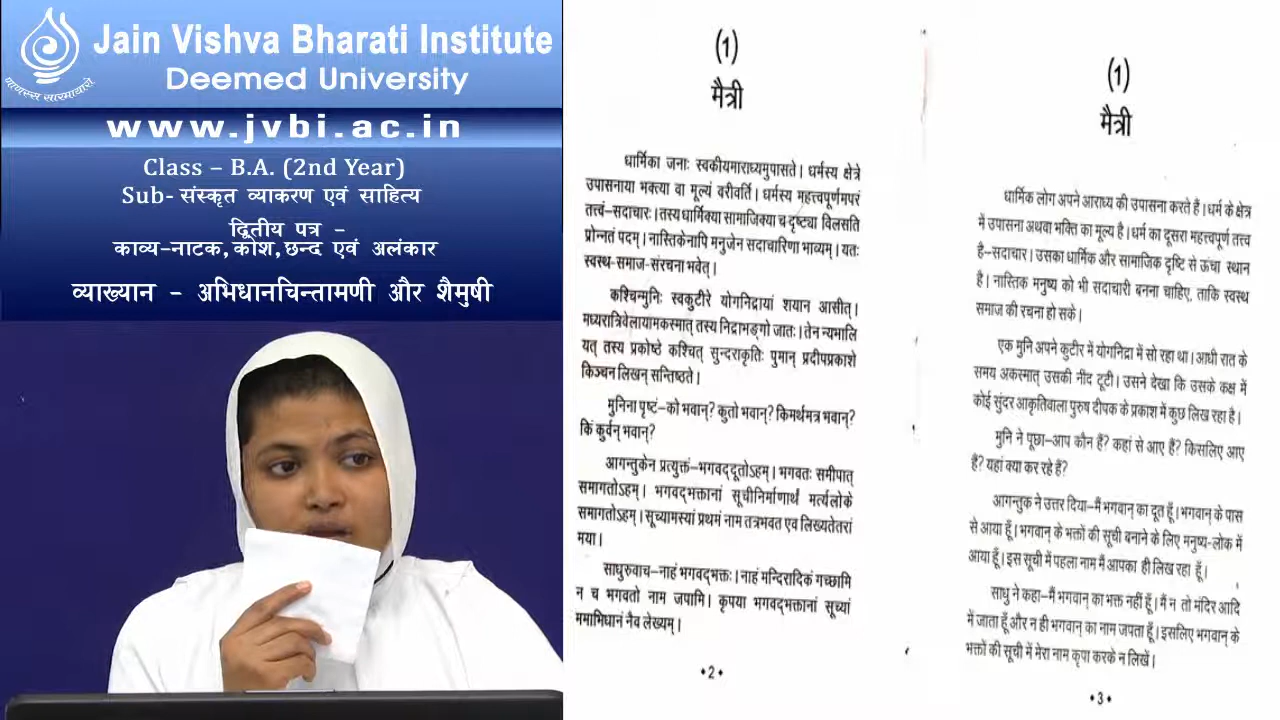 Jain Vishva Bharati Institute
Deemed University
णाणस्स सारमायारो
www.jvbi.ac.in
Class – B.A. (2nd Year)
Sub- संस्कृत व्याकरण एवं साहित्य
द्वितीय पत्र –
काव्य-नाटक, कोश, छन्द एवं अलंकार
व्याख्यान - अभिधानचिन्तामणी और शैमुषी
(1)
मैत्री
धार्मिका जनाः स्वकीयमाराध्यमुपासते। धर्मस्य क्षेत्रे
उपासनाया भक्त्या वा मूल्यं वरीवर्ति। धर्मस्य महत्त्वपूर्णमपरं
तत्त्वं–सदाचारः। तस्य धार्मिक्या सामाजिक्या च दृष्ट्या विलसति
प्रोन्नतं पदम्। नास्तिकेनापि मनुजेन सदाचारिणा भाव्यम्। यतः
स्वस्थ-समाज-संरचना भवेत्।
कश्चिन्मुनिः स्वकुटीरे योगनिद्रायां शयान आसीत्।
मध्यरात्रिवेलायामकस्मात् तस्य निद्राभङ्गो जातः। तेन न्यभालि
यत् तस्य प्रकोष्ठे कश्चित् सुन्दराकृतिः पुमान् प्रदीपप्रकाशे
किञ्चन लिखन् सन्तिष्ठते।
मुनिना पृष्टं–को भवान्? कुतो भवान्? किमर्थमत्र भवान्?
किं कुर्वन् भवान्?
आगन्तुकेन प्रत्युक्तं–भगवद्दूतोऽहम्। भगवतः समीपात्
समागतोऽहम्। भगवद्भक्तानां सूचीनिर्माणार्थं मर्त्यलोके
समागतोऽहम्। सूच्यामस्यां प्रथमं नाम तत्रभवत एव लिख्यतेतरां
मया।
साधुरुवाच–नाहं भगवद्भक्तः। नाहं मन्दिरादिकं गच्छामि
न च भगवतो नाम जपामि। कृपया भगवद्भक्तानां सूच्यां
ममाभिधानं नैव लेख्यम्।
•2•
(1)
मैत्री
धार्मिक लोग अपने आराध्य की उपासना करते हैं। धर्म के क्षेत्र
में उपासना अथवा भक्ति का मूल्य है। धर्म का दूसरा महत्त्वपूर्ण तत्त्व
है–सदाचार। उसका धार्मिक और सामाजिक दृष्टि से ऊंचा स्थान
है। नास्तिक मनुष्य को भी सदाचारी बनना चाहिए, ताकि स्वस्थ
समाज की रचना हो सके।
एक मुनि अपने कुटीर में योगनिद्रा में सो रहा था। आधी रात के
समय अकस्मात् उसकी नींद टूटी। उसने देखा कि उसके कक्ष में
कोई सुंदर आकृतिवाला पुरुष दीपक के प्रकाश में कुछ लिख रहा है।
मुनि ने पूछा–आप कौन हैं? कहां से आए हैं? किसलिए आए
हैं? यहां क्या कर रहे हैं?
आगन्तुक ने उत्तर दिया–मैं भगवान् का दूत हूँ। भगवान् के पास
से आया हूँ। भगवान् के भक्तों की सूची बनाने के लिए मनुष्य-लोक में
आया हूँ। इस सूची में पहला नाम मैं आपका ही लिख रहा हूँ।
साधु ने कहा–मैं भगवान् का भक्त नहीं हूँ। मैं न तो मंदिर आदि
में जाता हूँ और न ही भगवान् का नाम जपता हूँ। इसलिए भगवान् के
भक्तों की सूची में मेरा नाम कृपा करके न लिखें।
•3•